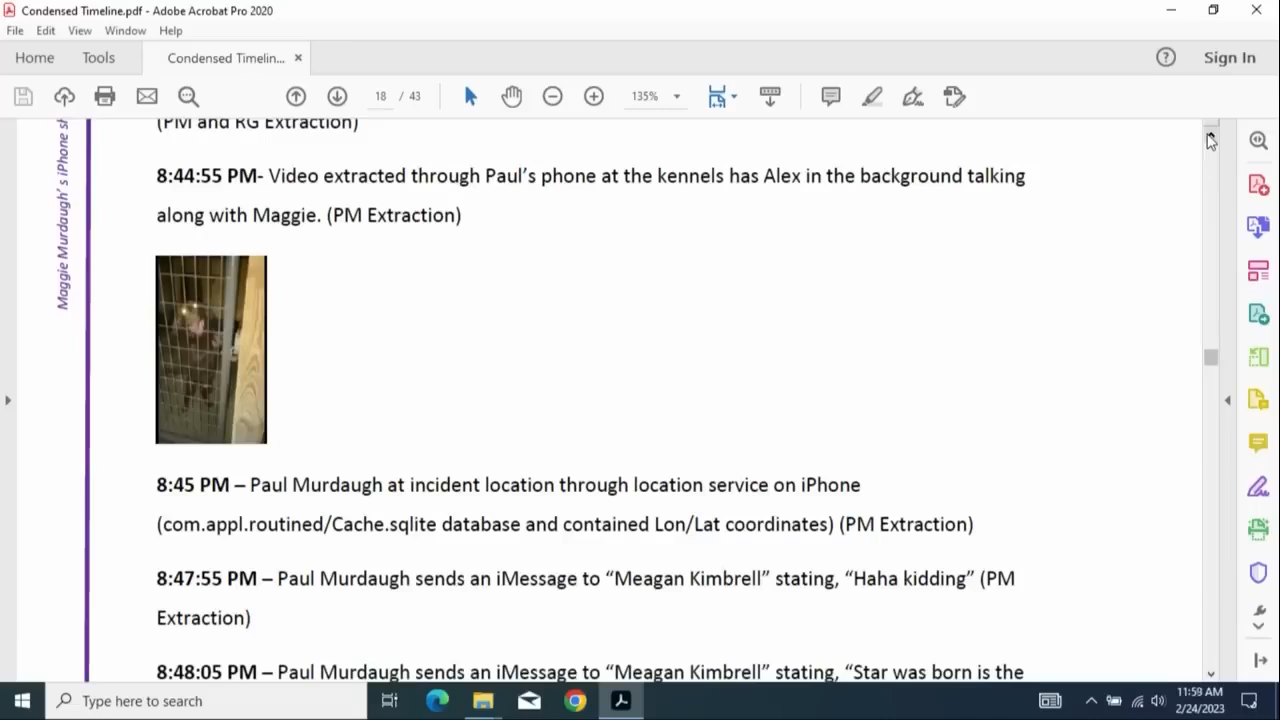 Condensed Timeline.pdf - Adobe Acrobat Pro 2020
File Edit View Window Help
Home Tools Condensed Timelin... × Sign In
18 / 43 135%
(PM and RG Extraction)
8:44:55 PM- Video extracted through Paul’s phone at the kennels has Alex in the background talking
along with Maggie. (PM Extraction)
Maggie Murdaugh’ s iPhone
8:45 PM – Paul Murdaugh at incident location through location service on iPhone
(com.appl.routined/Cache.sqlite database and contained Lon/Lat coordinates) (PM Extraction)
8:47:55 PM – Paul Murdaugh sends an iMessage to “Meagan Kimbrell” stating, “Haha kidding” (PM
Extraction)
8:48:05 PM – Paul Murdaugh sends an iMessage to “Meagan Kimbrell” stating, “Star was born is the
Type here to search
11:59 AM
2/24/2023